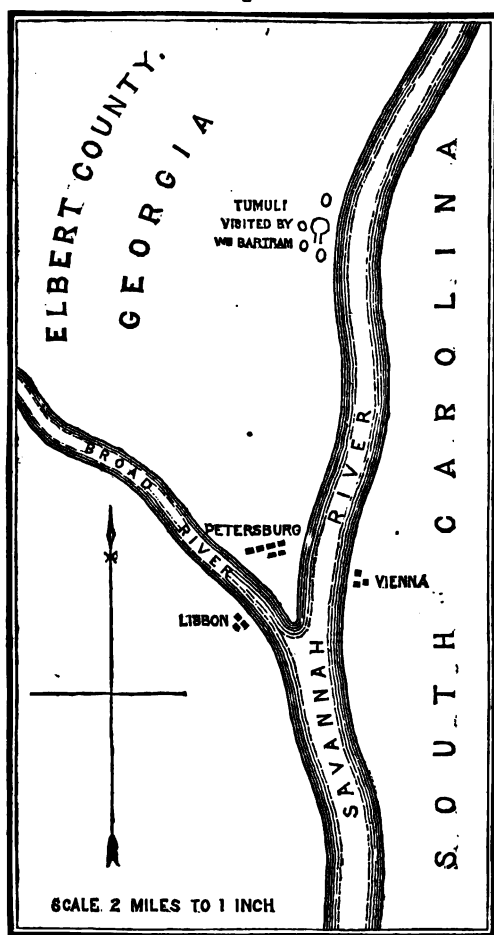 ELBERT COUNTY.
GEORGIA
TUMULI
VISITED BY
WM BARTRAM
SOUTH CAROLINA
BROAD RIVER
PETERSBURG
SAVANNAH RIVER
VIENNA
LISBON
SCALE. 2 MILES TO 1 INCH